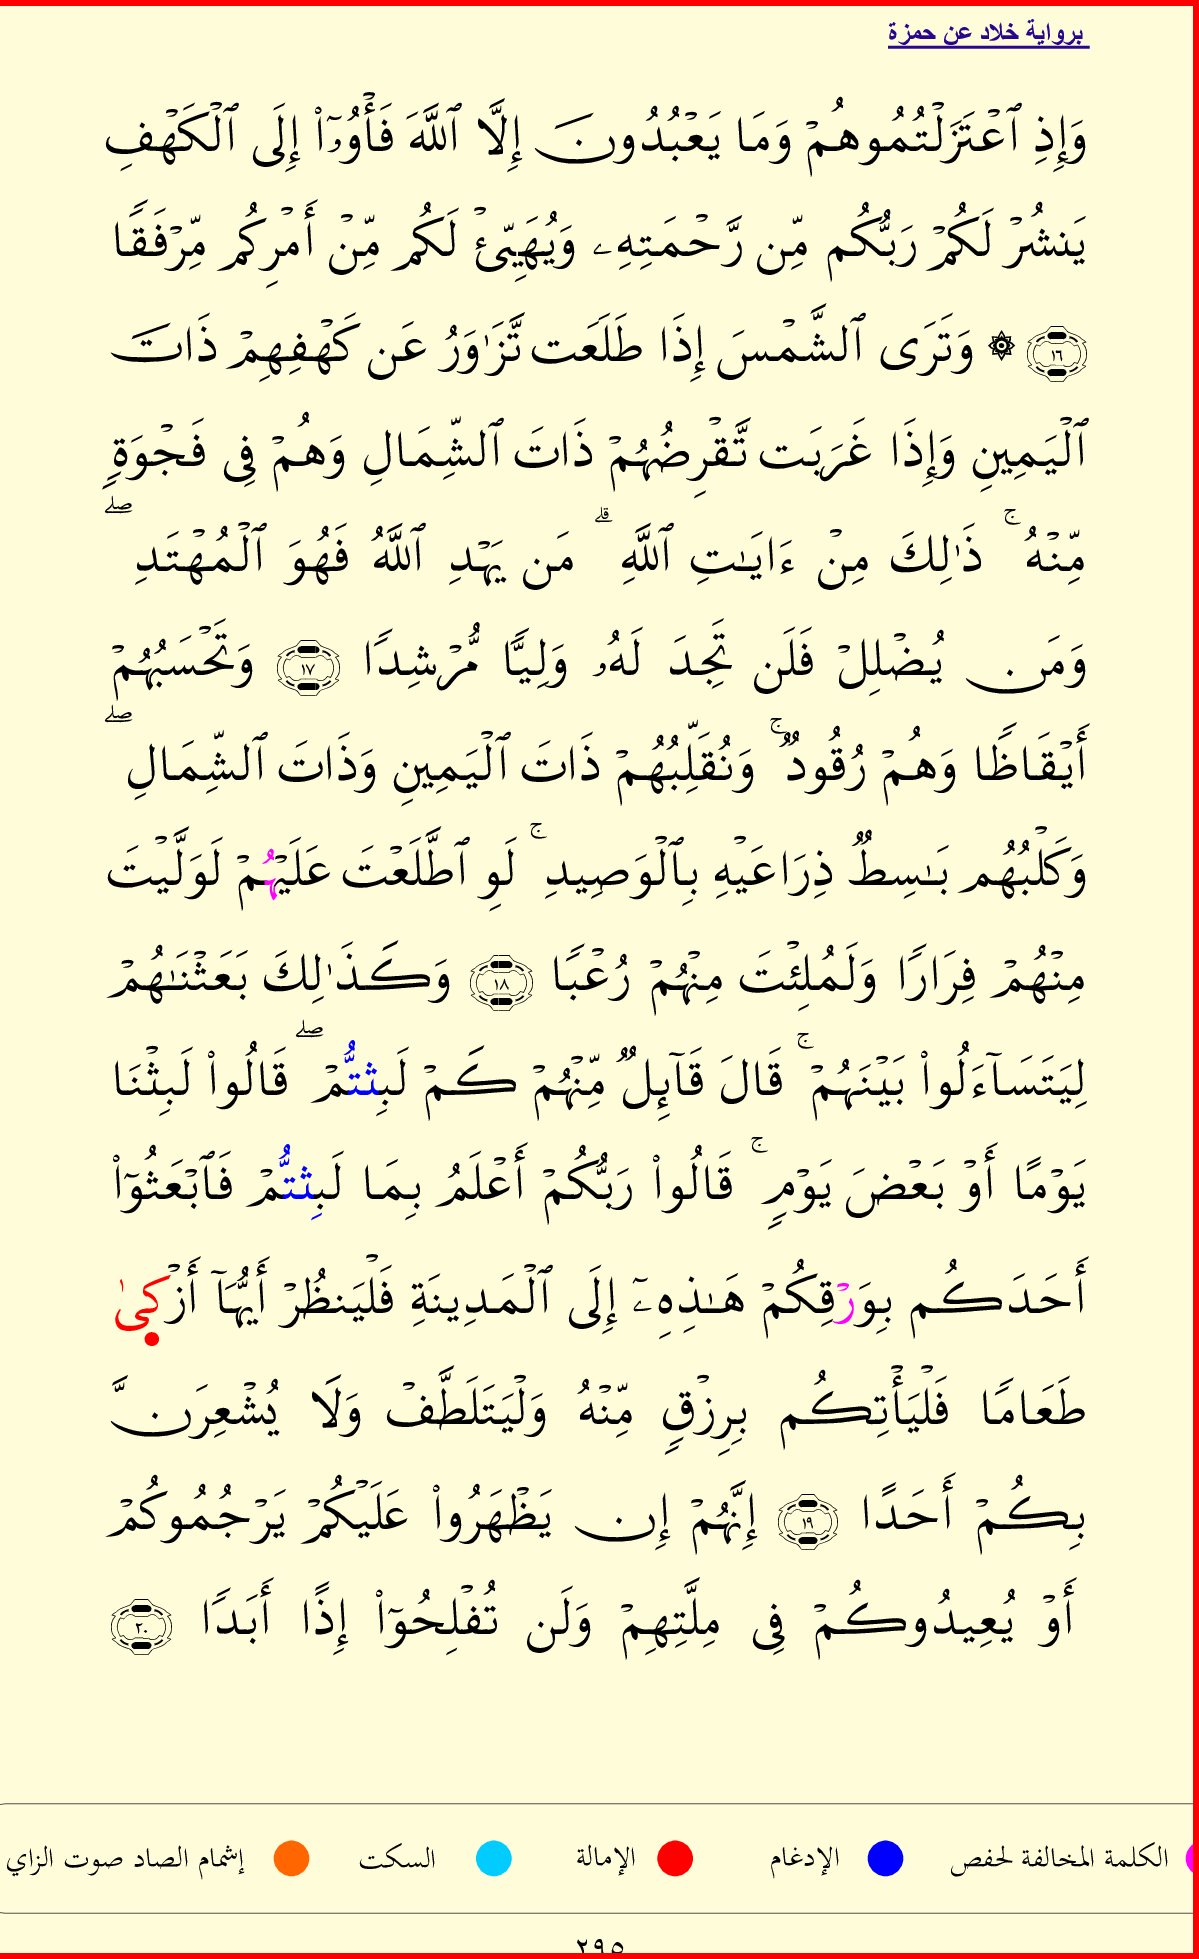 برواية خلاد عن حمزة
وَإِذِ ٱعۡتَزَلۡتُمُوهُمۡ وَمَا يَعۡبُدُونَ إِلَّا ٱللَّهَ فَأۡوُۥٓاْ إِلَى ٱلۡكَهۡفِ
يَنشُرۡ لَكُمۡ رَبُّكُم مِّن رَّحۡمَتِهِۦ وَيُهَيِّئۡ لَكُم مِّنۡ أَمۡرِكُم مِّرۡفَقٗا
١٦ ۞ وَتَرَى ٱلشَّمۡسَ إِذَا طَلَعَت تَّزَٰوَرُ عَن كَهۡفِهِمۡ ذَاتَ
ٱلۡيَمِينِ وَإِذَا غَرَبَت تَّقۡرِضُهُمۡ ذَاتَ ٱلشِّمَالِ وَهُمۡ فِي فَجۡوَةٖ
مِّنۡهُۚ ذَٰلِكَ مِنۡ ءَايَٰتِ ٱللَّهِۗ مَن يَهۡدِ ٱللَّهُ فَهُوَ ٱلۡمُهۡتَدِۖ
وَمَن يُضۡلِلۡ فَلَن تَجِدَ لَهُۥ وَلِيّٗا مُّرۡشِدٗا ١٧ وَتَحۡسَبُهُمۡ
أَيۡقَاظٗا وَهُمۡ رُقُودٞۚ وَنُقَلِّبُهُمۡ ذَاتَ ٱلۡيَمِينِ وَذَاتَ ٱلشِّمَالِۖ
وَكَلۡبُهُم بَٰسِطٞ ذِرَاعَيۡهِ بِٱلۡوَصِيدِۚ لَوِ ٱطَّلَعۡتَ عَلَيۡهُمۡ لَوَلَّيۡتَ
مِنۡهُمۡ فِرَارٗا وَلَمُلِئۡتَ مِنۡهُمۡ رُعۡبٗا ١٨ وَكَذَٰلِكَ بَعَثۡنَٰهُمۡ
لِيَتَسَآءَلُواْ بَيۡنَهُمۡۚ قَالَ قَآئِلٞ مِّنۡهُمۡ كَمۡ لَبِثتُّمۡۖ قَالُواْ لَبِثۡنَا
يَوۡمًا أَوۡ بَعۡضَ يَوۡمٖۚ قَالُواْ رَبُّكُمۡ أَعۡلَمُ بِمَا لَبِثتُّمۡ فَٱبۡعَثُوٓاْ
أَحَدَكُم بِوَرۡقِكُمۡ هَٰذِهِۦٓ إِلَى ٱلۡمَدِينَةِ فَلۡيَنظُرۡ أَيُّهَآ أَزۡكَىٰ
طَعَامٗا فَلۡيَأۡتِكُم بِرِزۡقٖ مِّنۡهُ وَلۡيَتَلَطَّفۡ وَلَا يُشۡعِرَنَّ
بِكُمۡ أَحَدًا ١٩ إِنَّهُمۡ إِن يَظۡهَرُواْ عَلَيۡكُمۡ يَرۡجُمُوكُمۡ
أَوۡ يُعِيدُوكُمۡ فِي مِلَّتِهِمۡ وَلَن تُفۡلِحُوٓاْ إِذًا أَبَدٗا ٢٠
الكلمة المخالفة لحفص الإدغام الإمالة السكت إشمام الصاد صوت الزاي
٢٩٥